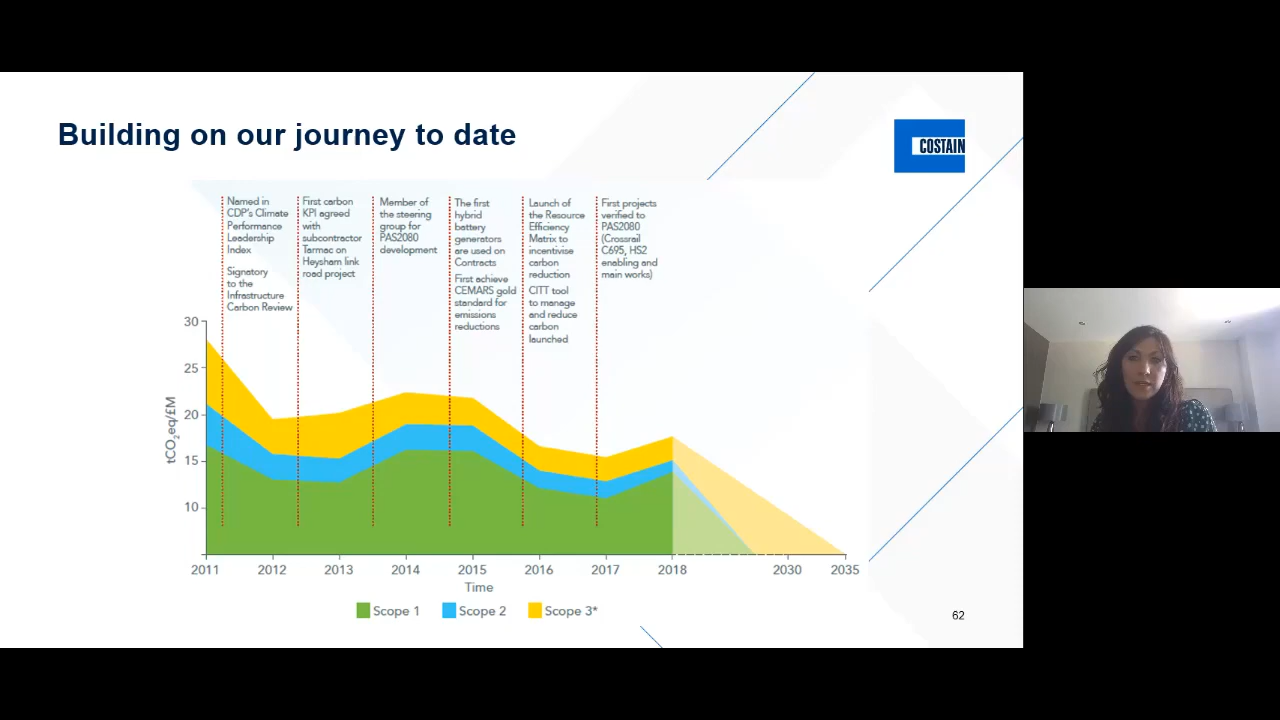 Building on our journey to date
COSTAIN
Named in
CDP's Climate
Performance
Leadership
Index
Signatory
to the
Infrastructure
Carbon Review
First carbon
KPI agreed
with
subcontractor
Tarmac on
Heysham link
road project
Member of
the steering
group for
PAS2080
development
The first
hybrid
battery
generators
are used on
Contracts
First achieve
CEMARS gold
standard for
emissions
reductions
Launch of
the Resource
Efficiency
Matrix to
incentivise
carbon
reduction
CITT tool
to manage
and reduce
carbon
launched
First projects
verified to
PAS2080
(Crossrail
C695, HS2
enabling and
main works)
30
25
20
15
10
tCO2eq/£M
2011 2012 2013 2014 2015 2016 2017 2018 2030 2035
Time
Scope 1 Scope 2 Scope 3*
62